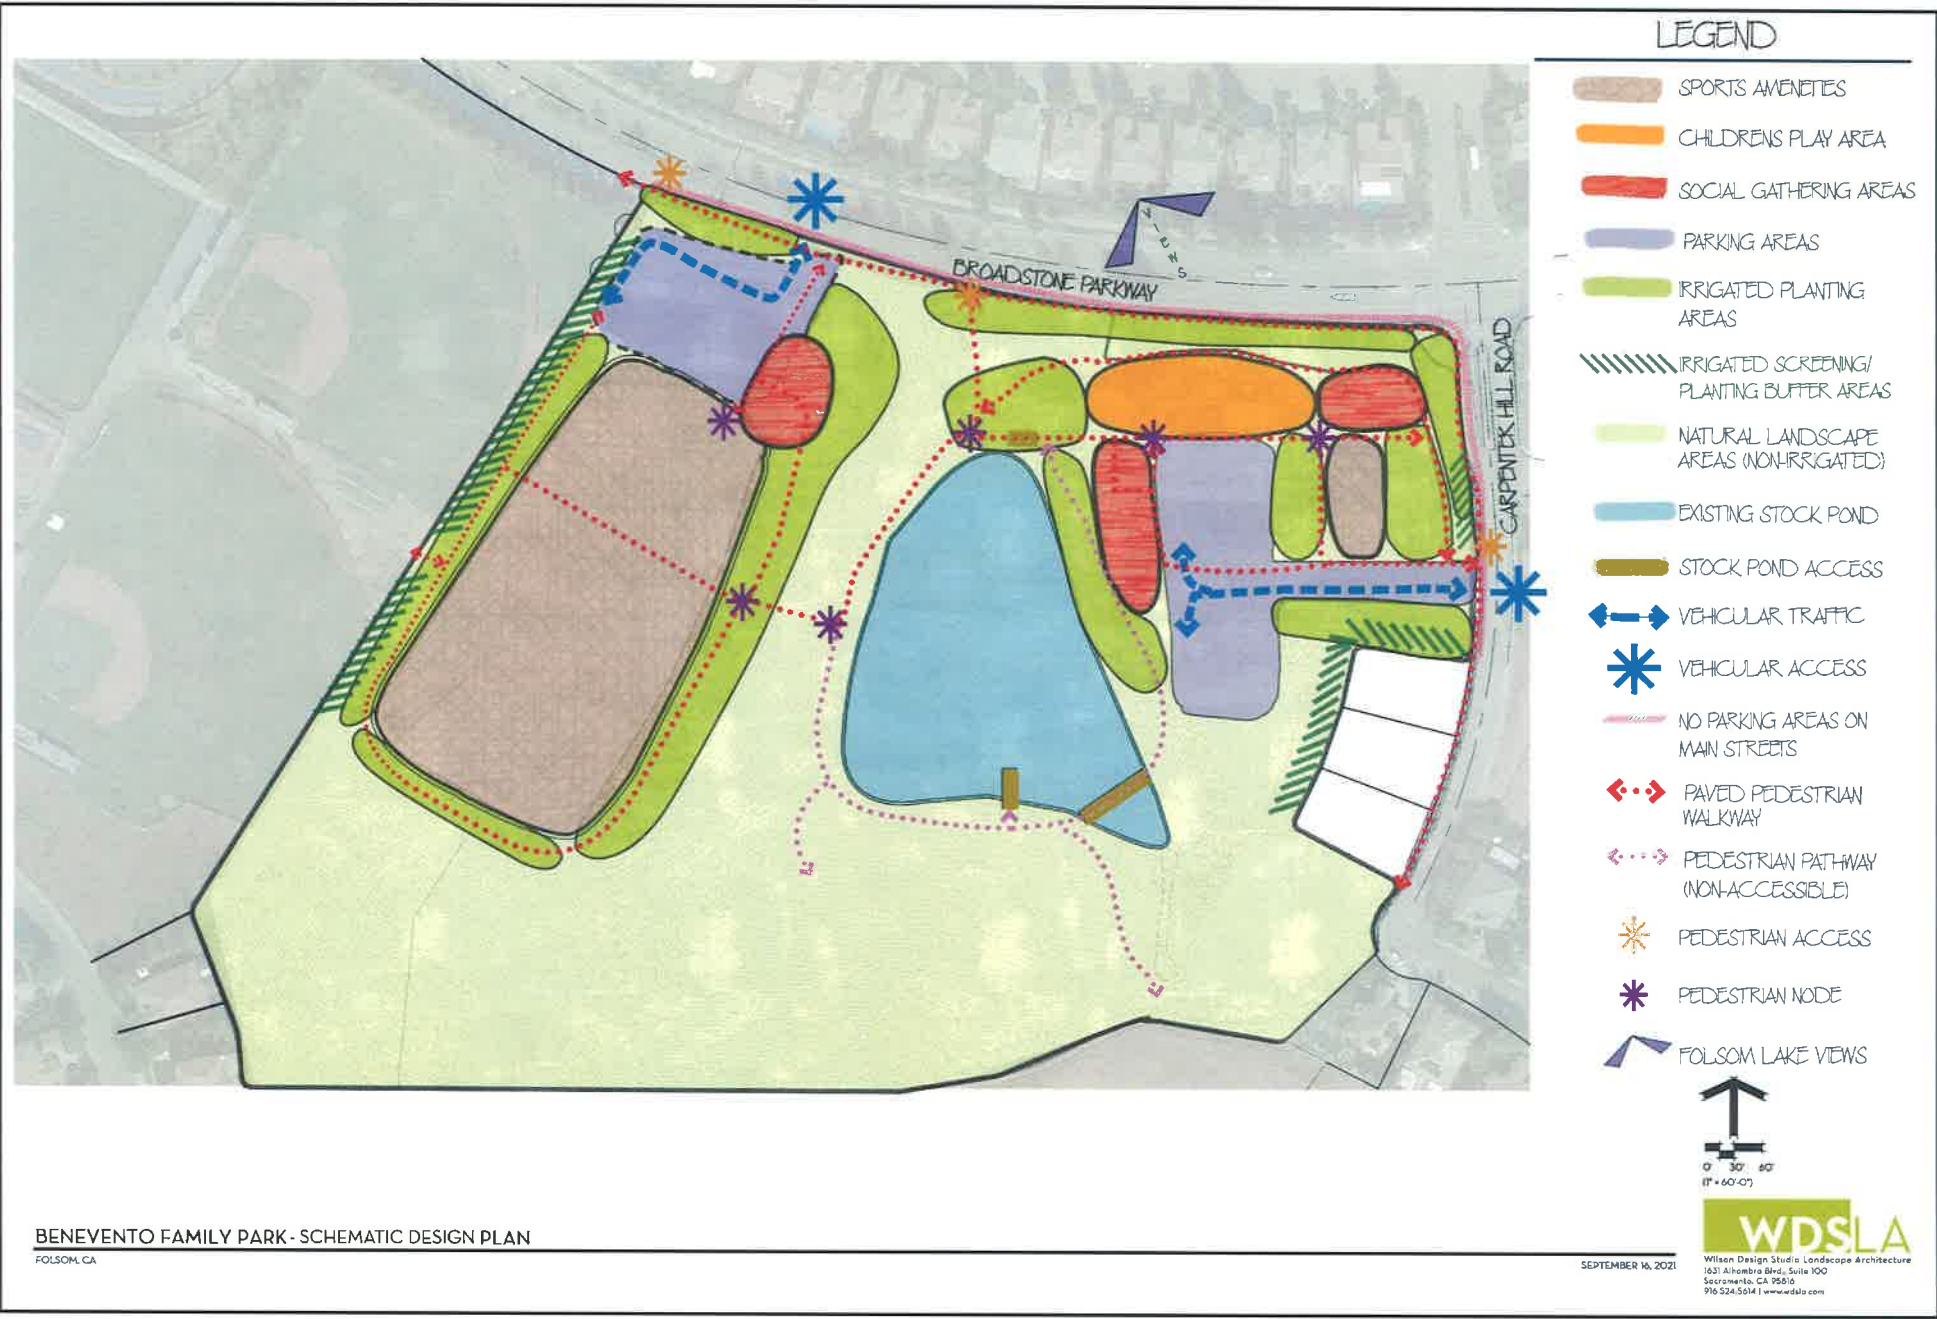 LEGEND
SPORTS AMENETIES
CHILDRENS PLAY AREA
SOCIAL GATHERING AREAS
PARKING AREAS
IRRIGATED PLANTING
AREAS
IRRIGATED SCREENING/
PLANTING BUFFER AREAS
NATURAL LANDSCAPE
AREAS (NON-IRRIGATED)
EXISTING STOCK POND
STOCK POND ACCESS
VEHICULAR TRAFFIC
VEHICULAR ACCESS
NO PARKING AREAS ON
MAIN STREETS
PAVED PEDESTRIAN
WALKWAY
PEDESTRIAN PATHWAY
(NON-ACCESSIBLE)
PEDESTRIAN ACCESS
PEDESTRIAN NODE
FOLSOM LAKE VIEWS
VIEWS
BROADSTONE PARKWAY
CARPENTER HILL ROAD
0' 30' 60'
(1" = 60'-0")
BENEVENTO FAMILY PARK - SCHEMATIC DESIGN PLAN
FOLSOM, CA
SEPTEMBER 16, 2021
WDSLA
Wilson Design Studio Landscape Architecture
1631 Alhambra Blvd., Suite 100
Sacramento, CA 95816
916 524.5614 | www.wdsla.com